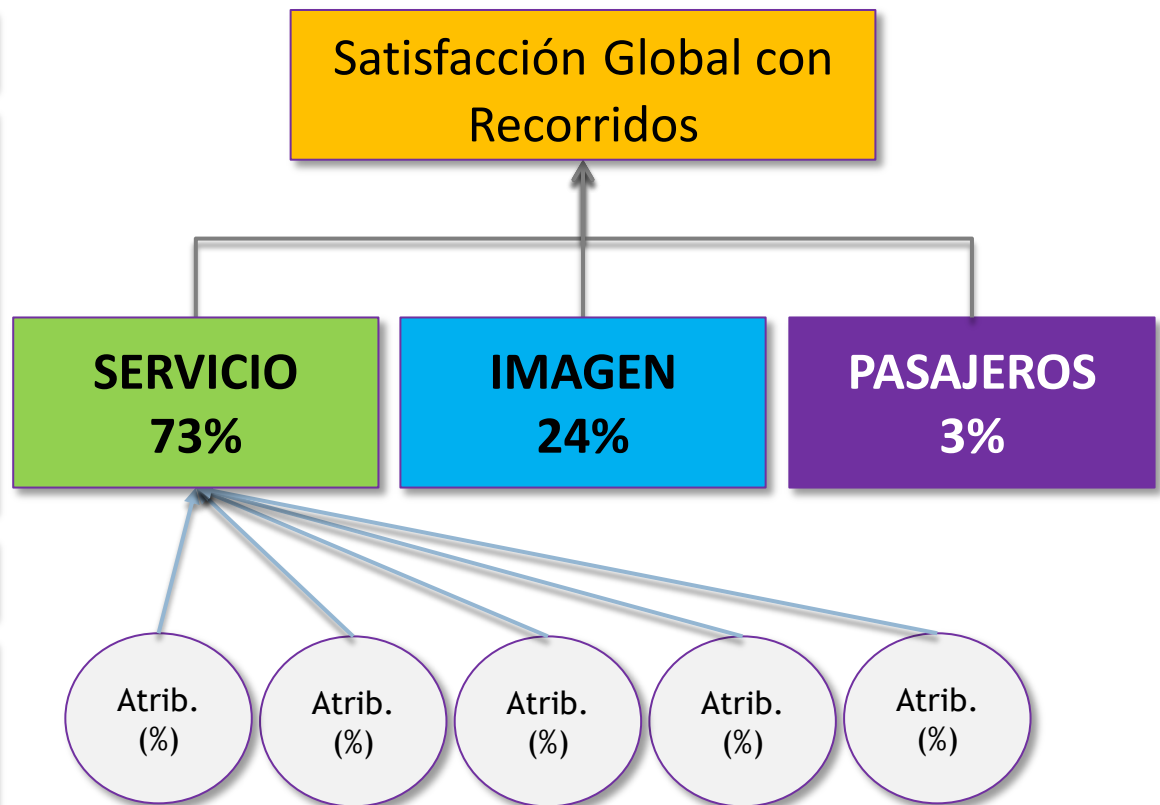 Satisfacción Global con
Recorridos
SERVICIO
73%
IMAGEN
24%
PASAJEROS
3%
Atrib.
(%)
Atrib.
(%)
Atrib.
(%)
Atrib.
(%)
Atrib.
(%)